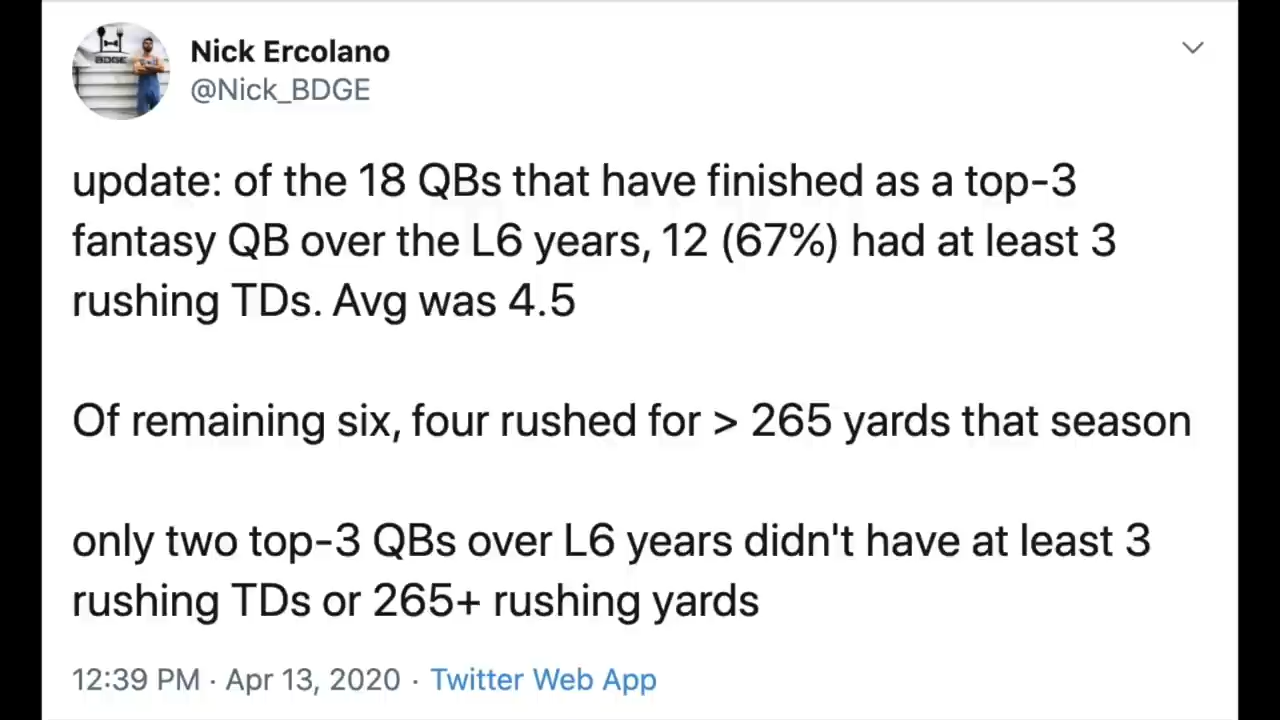 BDGE
Nick Ercolano
@Nick_BDGE
update: of the 18 QBs that have finished as a top-3
fantasy QB over the L6 years, 12 (67%) had at least 3
rushing TDs. Avg was 4.5
Of remaining six, four rushed for > 265 yards that season
only two top-3 QBs over L6 years didn't have at least 3
rushing TDs or 265+ rushing yards
12:39 PM · Apr 13, 2020 · Twitter Web App